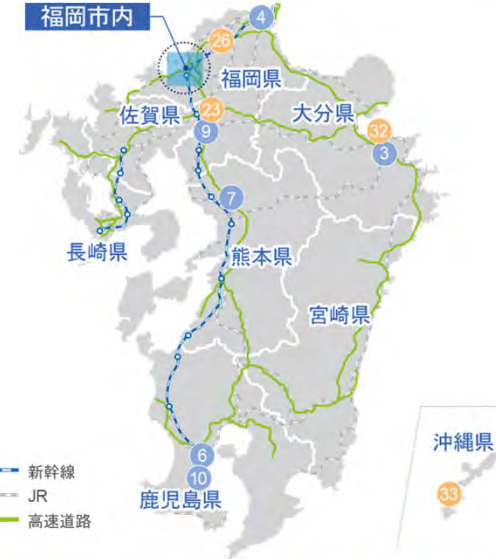 福岡市内
4
26
福岡県
佐賀県
23
大分県
9
32
3
7
長崎県
熊本県
宮崎県
6
10
鹿児島県
沖縄県
33
新幹線
JR
高速道路